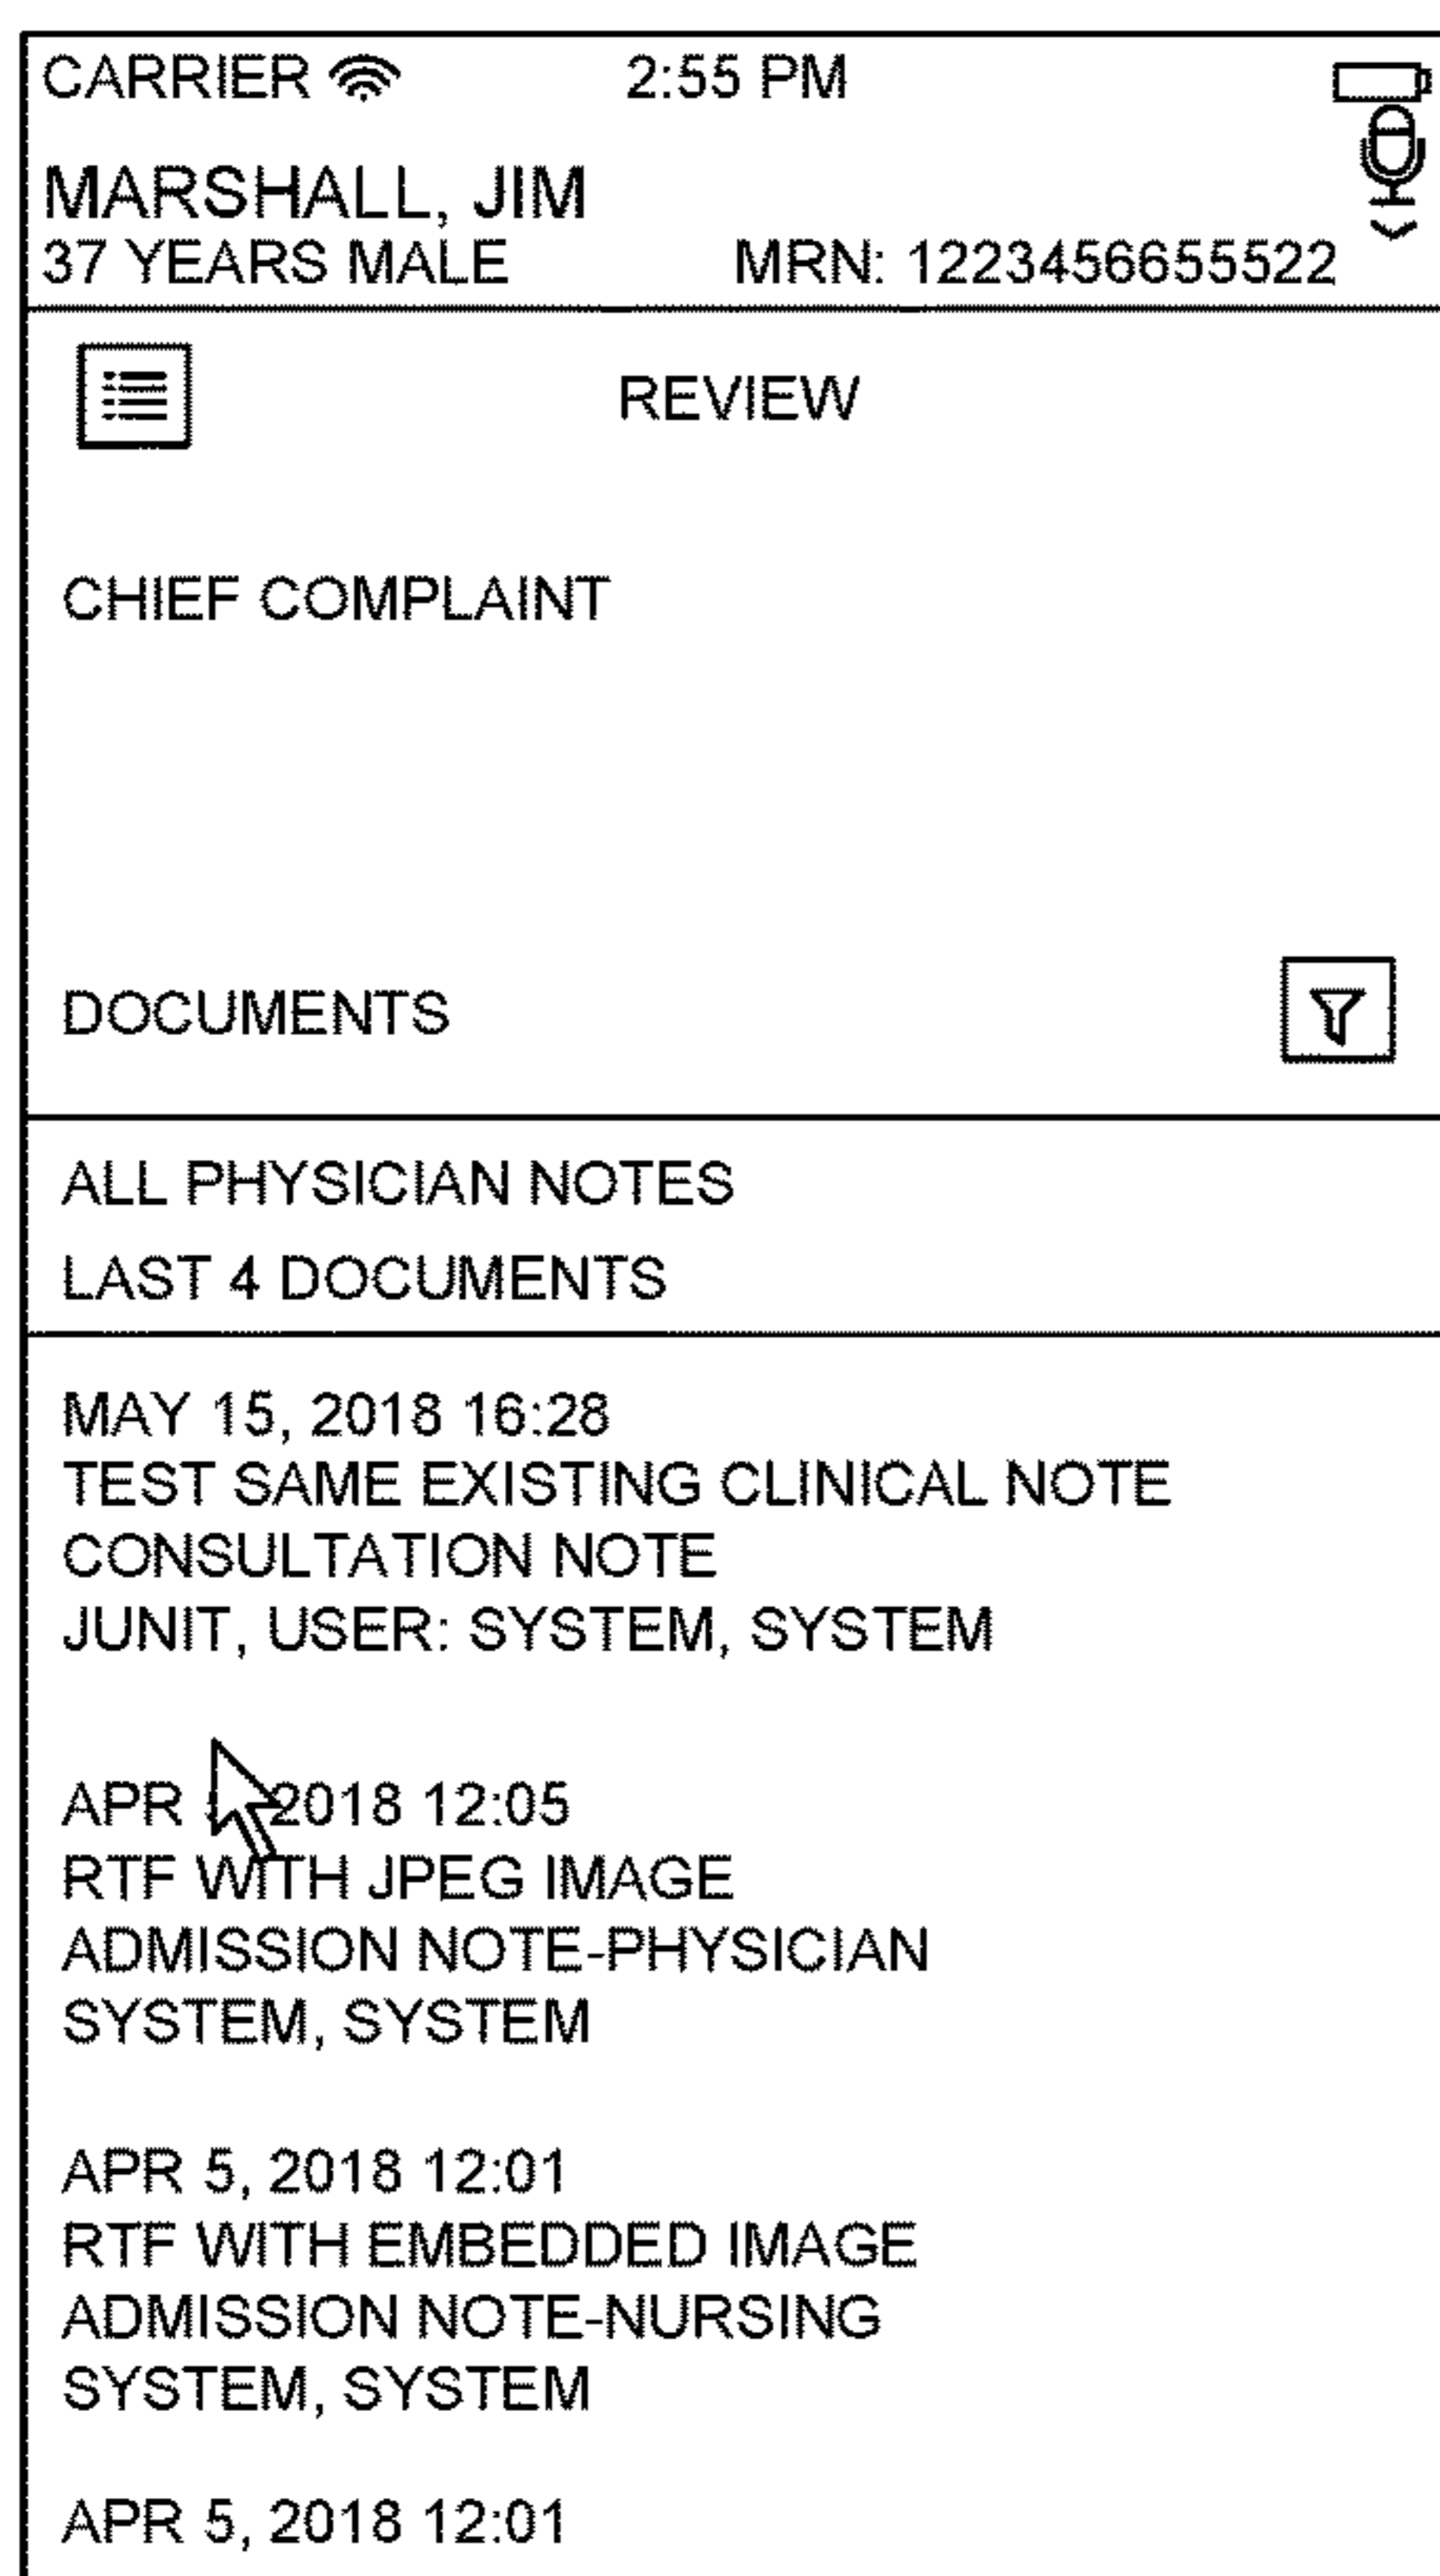 CARRIER 2:55 PM
MARSHALL, JIM
37 YEARS MALE MRN: 1223456655522
REVIEW
CHIEF COMPLAINT
DOCUMENTS
ALL PHYSICIAN NOTES
LAST 4 DOCUMENTS
MAY 15, 2018 16:28
TEST SAME EXISTING CLINICAL NOTE
CONSULTATION NOTE
JUNIT, USER: SYSTEM, SYSTEM
APR 2018 12:05
RTF WITH JPEG IMAGE
ADMISSION NOTE-PHYSICIAN
SYSTEM, SYSTEM
APR 5, 2018 12:01
RTF WITH EMBEDDED IMAGE
ADMISSION NOTE-NURSING
SYSTEM, SYSTEM
APR 5, 2018 12:01